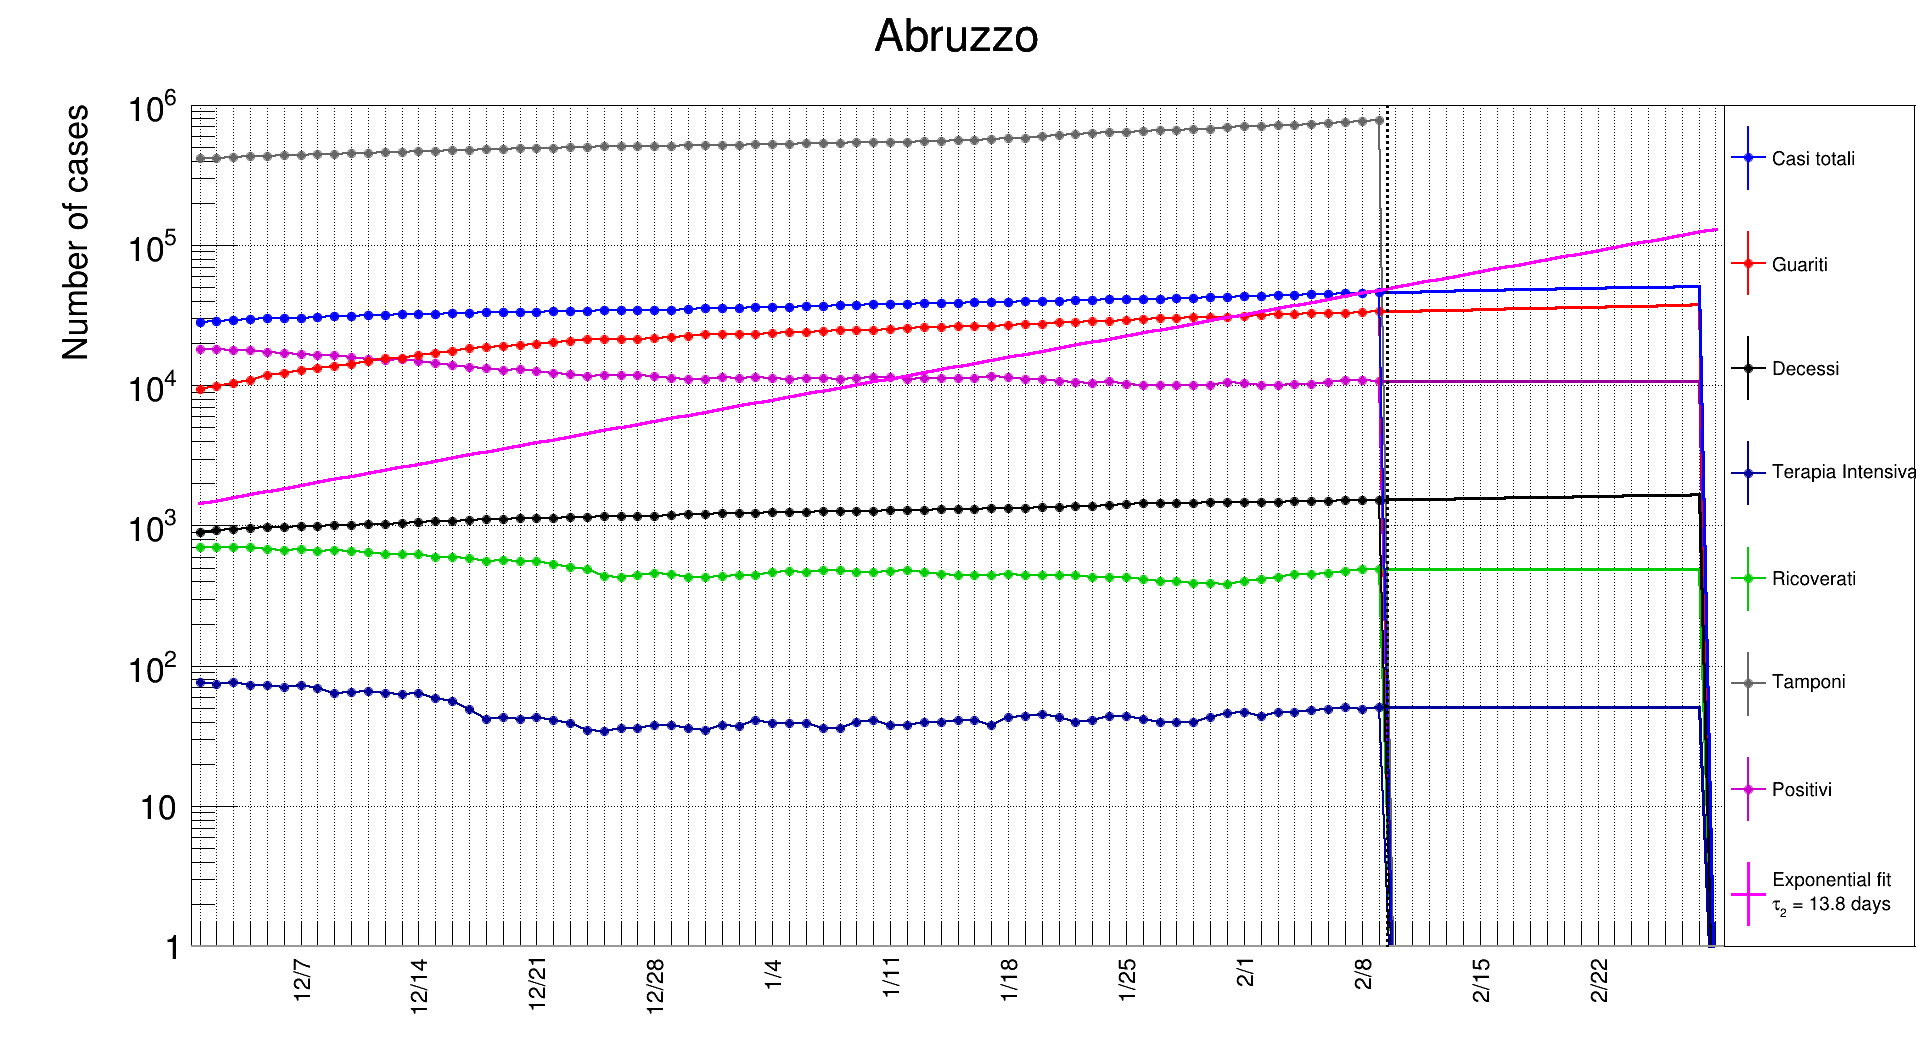 Abruzzo
Number of cases
10^6
10^5
10^4
10^3
10^2
10
1
12/7
12/14
12/21
12/28
1/4
1/11
1/18
1/25
2/1
2/8
2/15
2/22
Casi totali
Guariti
Decessi
Terapia Intensiva
Ricoverati
Tamponi
Positivi
Exponential fit
τ₂ = 13.8 days